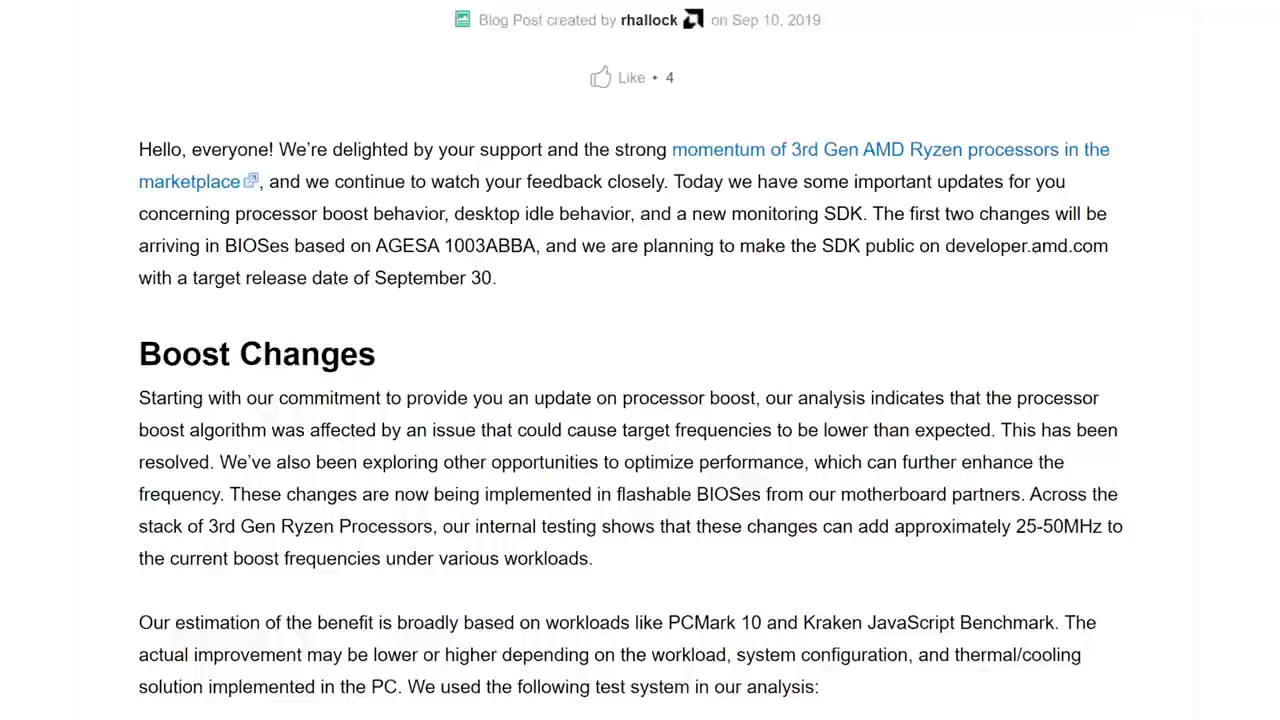 Blog Post created by rhallock on Sep 10, 2019
Like • 4
Hello, everyone! We’re delighted by your support and the strong momentum of 3rd Gen AMD Ryzen processors in the
marketplace, and we continue to watch your feedback closely. Today we have some important updates for you
concerning processor boost behavior, desktop idle behavior, and a new monitoring SDK. The first two changes will be
arriving in BIOSes based on AGESA 1003ABBA, and we are planning to make the SDK public on developer.amd.com
with a target release date of September 30.
Boost Changes
Starting with our commitment to provide you an update on processor boost, our analysis indicates that the processor
boost algorithm was affected by an issue that could cause target frequencies to be lower than expected. This has been
resolved. We’ve also been exploring other opportunities to optimize performance, which can further enhance the
frequency. These changes are now being implemented in flashable BIOSes from our motherboard partners. Across the
stack of 3rd Gen Ryzen Processors, our internal testing shows that these changes can add approximately 25-50MHz to
the current boost frequencies under various workloads.
Our estimation of the benefit is broadly based on workloads like PCMark 10 and Kraken JavaScript Benchmark. The
actual improvement may be lower or higher depending on the workload, system configuration, and thermal/cooling
solution implemented in the PC. We used the following test system in our analysis: